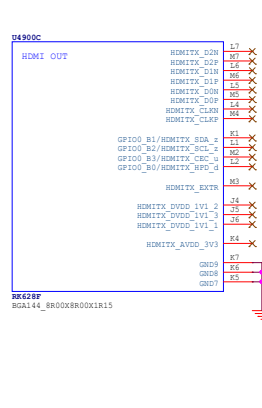 U4900C
HDMI OUT
HDMITX_D2N L7
HDMITX_D2P M7
HDMITX_D1N L6
HDMITX_D1P M6
HDMITX_D0N L5
HDMITX_D0P M5
HDMITX_CLKN L4
HDMITX_CLKP M4
GPIO0_B1/HDMITX_SDA_z K1
GPIO0_B2/HDMITX_SCL_z L1
GPIO0_B3/HDMITX_CEC_u M2
GPIO0_B0/HDMITX_HPD_d L2
HDMITX_EXTR M3
HDMITX_DVDD_1V1_2 J4
HDMITX_DVDD_1V1_3 J5
HDMITX_DVDD_1V1_1 J6
HDMITX_AVDD_3V3 K4
GND9 K7
GND8 K6
GND7 K5
RK628F
BGA144_8R00X8R00X1R15